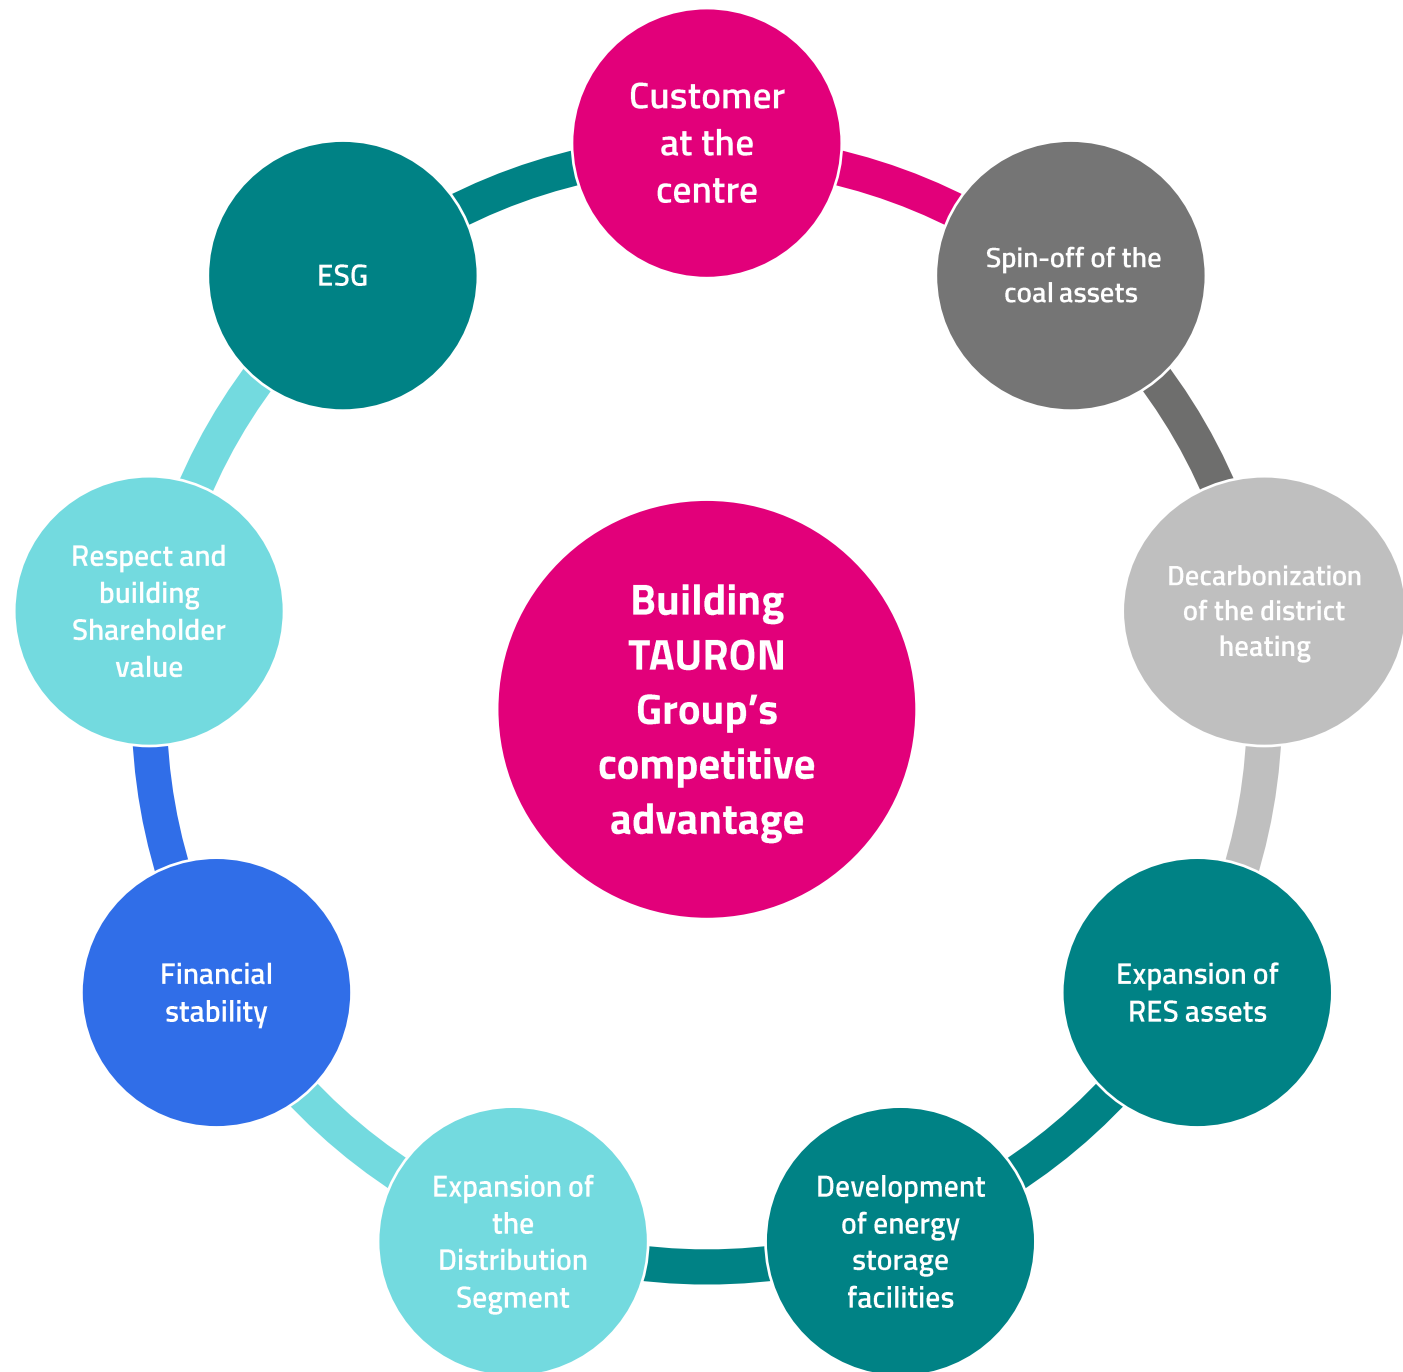 Customer
at the
centre
Spin-off of the
coal assets
Decarbonization
of the district
heating
Expansion of
RES assets
Development
of energy
storage
facilities
Expansion of
the
Distribution
Segment
Financial
stability
Respect and
building
Shareholder
value
ESG
Building
TAURON
Group’s
competitive
advantage